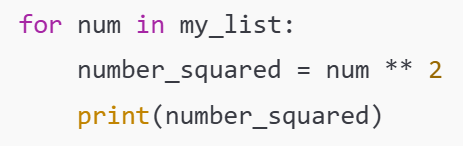 for num in my_list:
    number_squared = num ** 2
    print(number_squared)